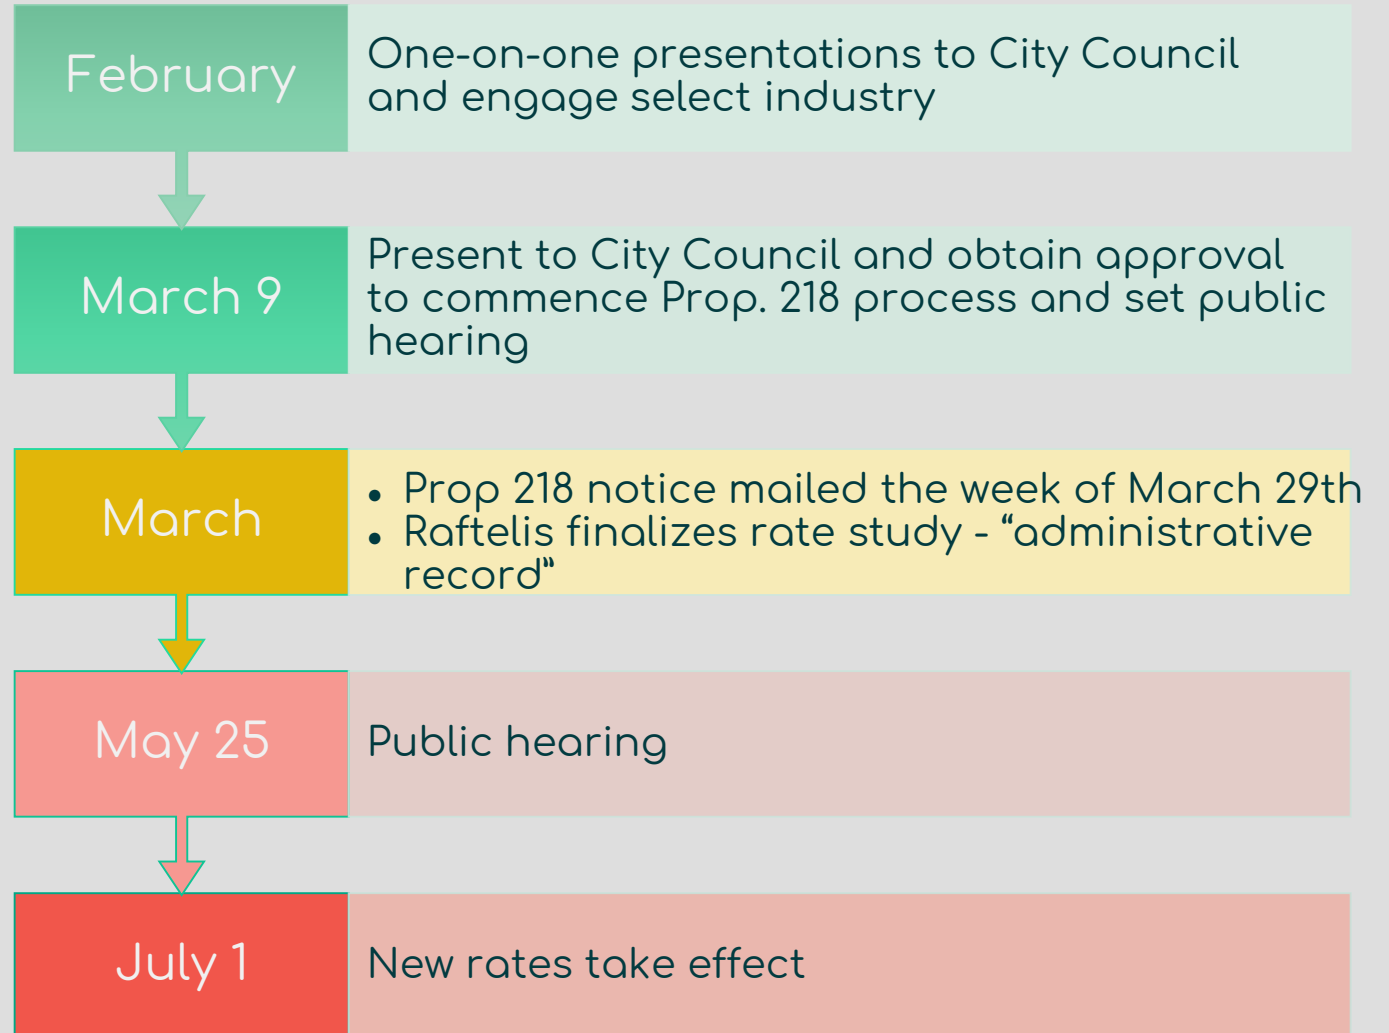 February
One-on-one presentations to City Council
and engage select industry
March 9
Present to City Council and obtain approval
to commence Prop. 218 process and set public
hearing
March
• Prop 218 notice mailed the week of March 29th
• Raftelis finalizes rate study - “administrative
record”
May 25
Public hearing
July 1
New rates take effect